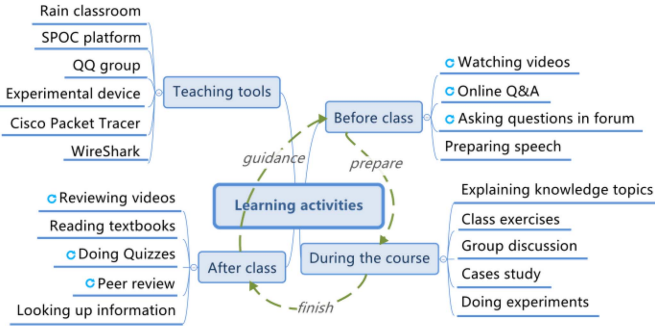 Rain classroom
SPOC platform
QQ group
Experimental device
Cisco Packet Tracer
WireShark
Teaching tools
Before class
Watching videos
Online Q&A
Asking questions in forum
Preparing speech
guidance
prepare
Learning activities
Reviewing videos
Reading textbooks
Doing Quizzes
Peer review
Looking up information
After class
During the course
Explaining knowledge topics
Class exercises
Group discussion
Cases study
Doing experiments
finish